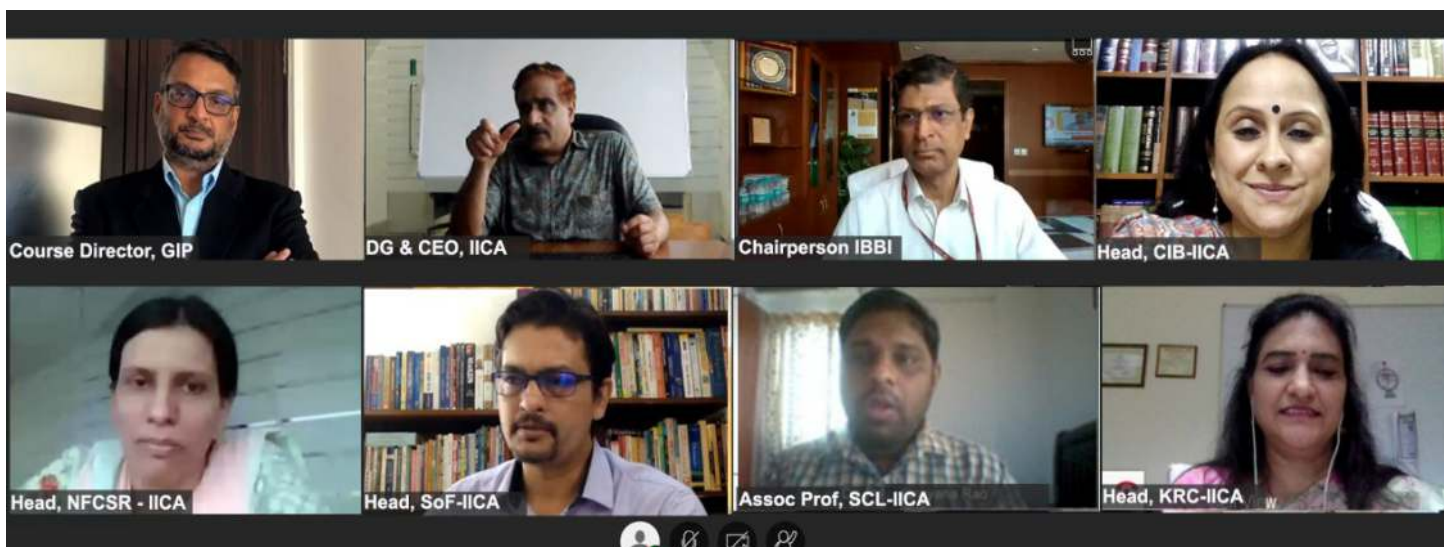 Course Director, GIP
DG & CEO, IICA
Chairperson IBBI
Head, CIB-IICA
Head, NFCSR - IICA
Head, SoF-IICA
Assoc Prof, SCL-IICA
Head, KRC-IICA